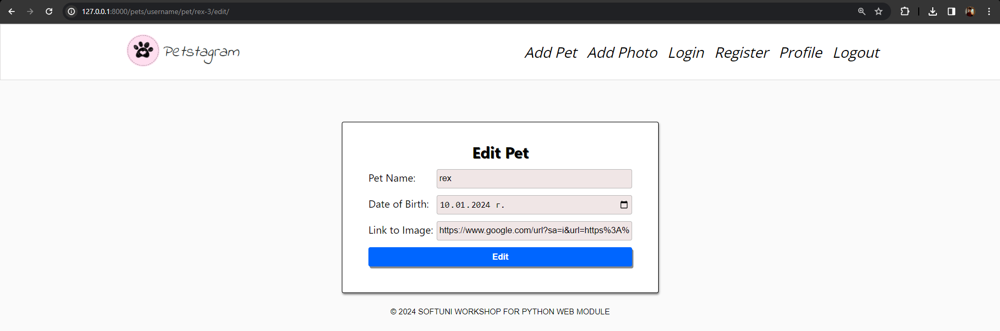 127.0.0.1:8000/pets/username/pet/rex-3/edit/
Petstagram
Add Pet Add Photo Login Register Profile Logout
Edit Pet
Pet Name: rex
Date of Birth: 10.01.2024 г.
Link to Image: https://www.google.com/url?sa=i&url=https%3A%
Edit
© 2024 SOFTUNI WORKSHOP FOR PYTHON WEB MODULE